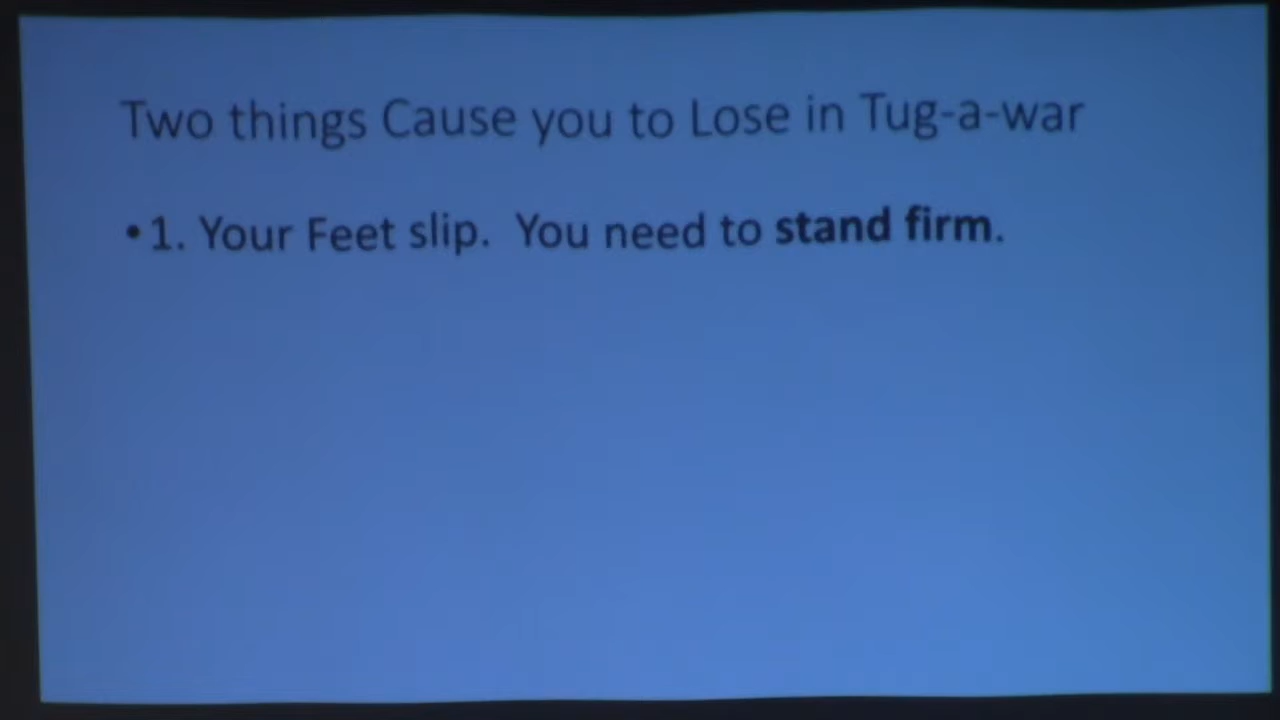 Two things Cause you to Lose in Tug-a-war
• 1. Your Feet slip. You need to stand firm.